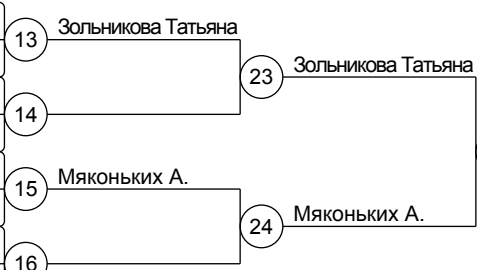 13 Зольникова Татьяна
23 Зольникова Татьяна
14
15 Мяконьких А.
24 Мяконьких А.
16